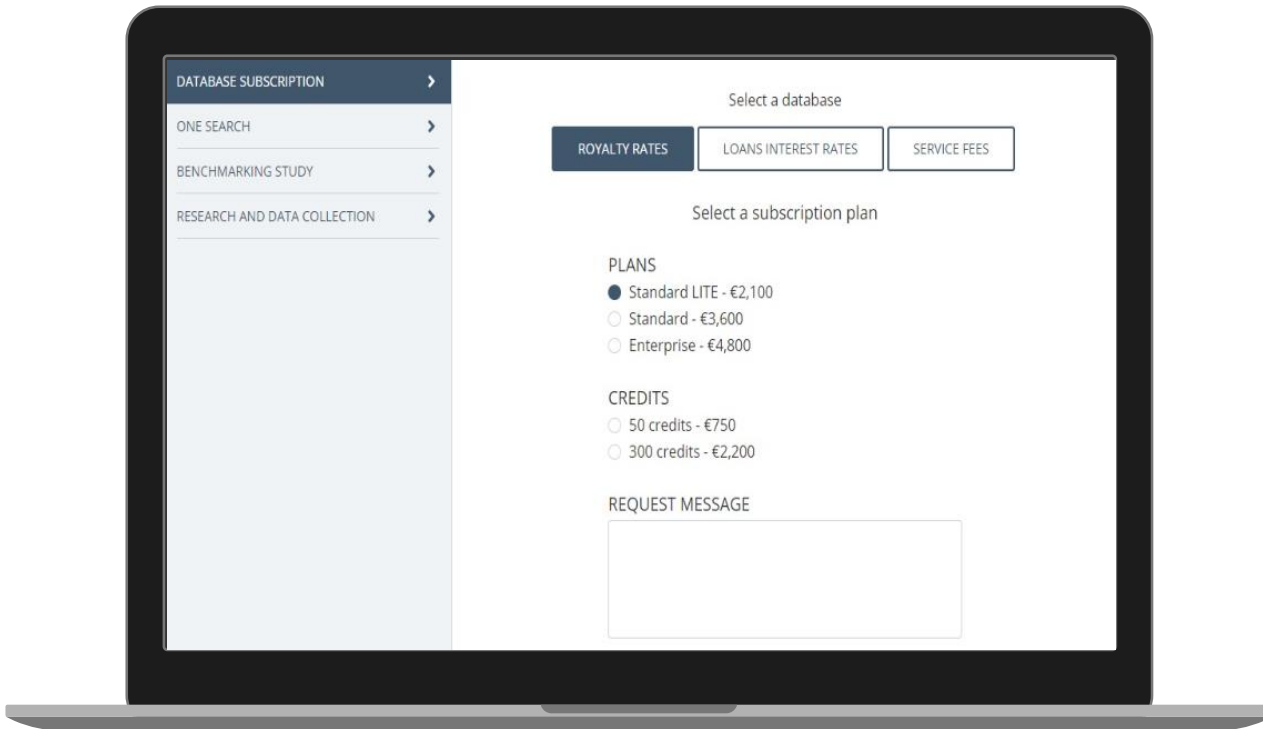 DATABASE SUBSCRIPTION
ONE SEARCH
BENCHMARKING STUDY
RESEARCH AND DATA COLLECTION
Select a database
ROYALTY RATES LOANS INTEREST RATES SERVICE FEES
Select a subscription plan
PLANS
Standard LITE - €2,100
Standard - €3,600
Enterprise - €4,800
CREDITS
50 credits - €750
300 credits - €2,200
REQUEST MESSAGE